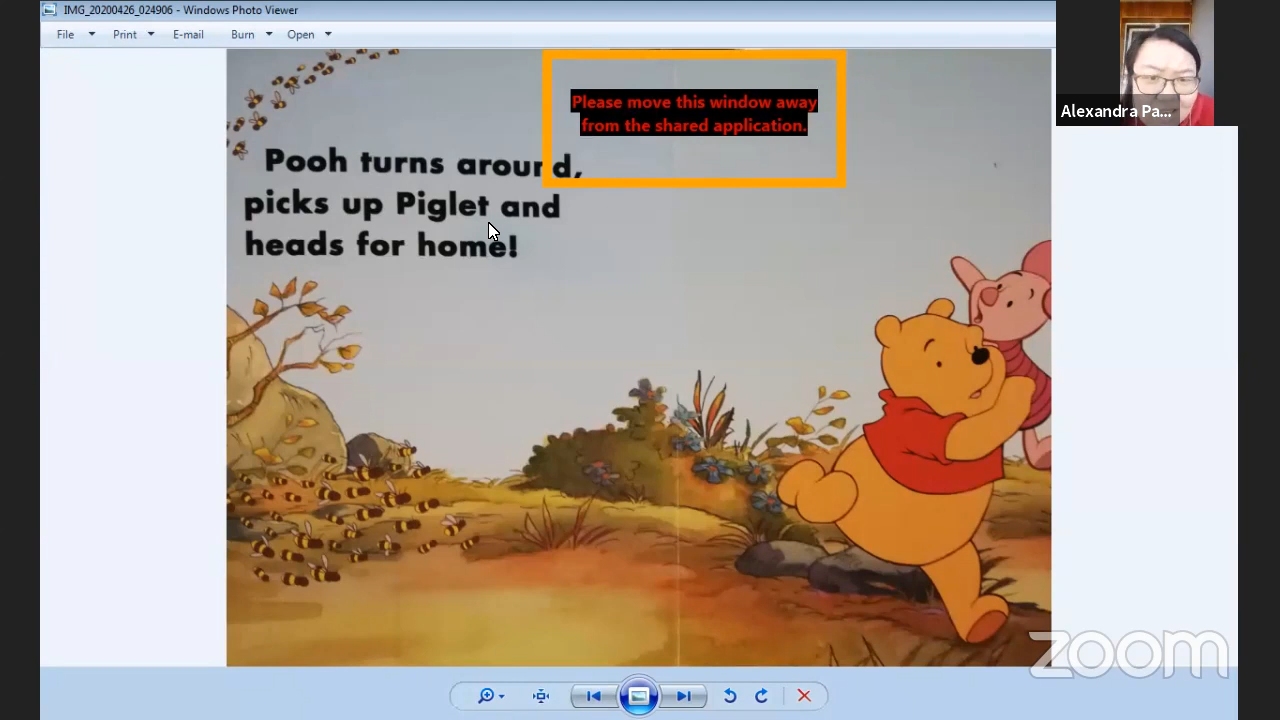 IMG_20200426_024906 - Windows Photo Viewer
File Print E-mail Burn Open
Please move this window away
from the shared application.
Alexandra Pa...
Pooh turns around,
picks up Piglet and
heads for home!
zoom